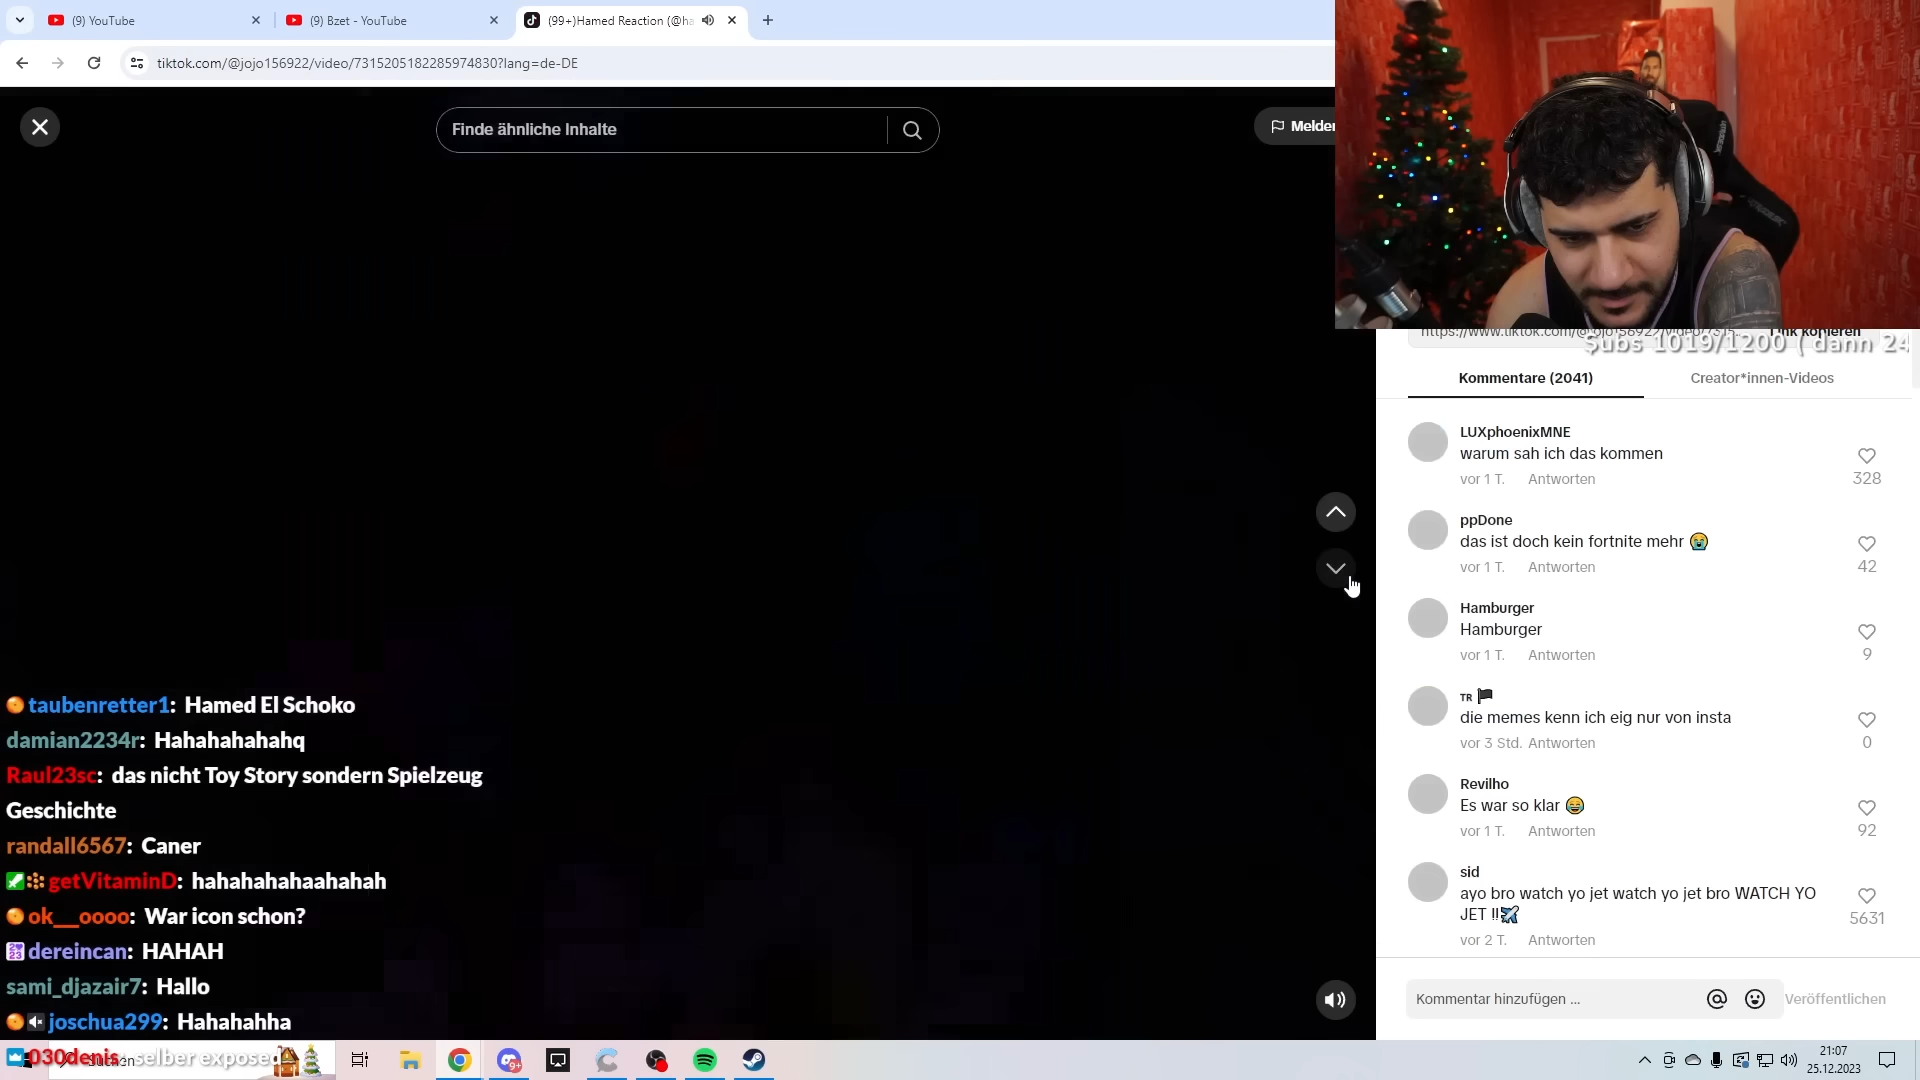 (9) YouTube
(9) Bzet - YouTube
(99+)Hamed Reaction (@ha
tiktok.com/@jojo156922/video/7315205182285974830?lang=de-DE
Finde ähnliche Inhalte
Melden
Link kopieren
Subs 1019/1200 ( dann 24
Kommentare (2041)
Creator*innen-Videos
LUXphoenixMNE
warum sah ich das kommen
vor 1 T. Antworten
328
ppDone
das ist doch kein fortnite mehr 😭
vor 1 T. Antworten
42
Hamburger
Hamburger
vor 1 T. Antworten
9
TR 🏴
die memes kenn ich eig nur von insta
vor 3 Std. Antworten
0
Revilho
Es war so klar 😂
vor 1 T. Antworten
92
sid
ayo bro watch yo jet watch yo jet bro WATCH YO
JET !!✈️
vor 2 T. Antworten
5631
Kommentar hinzufügen ...
Veröffentlichen
taubenretter1: Hamed El Schoko
damian2234r: Hahahahahahq
Raul23sc: das nicht Toy Story sondern Spielzeug
Geschichte
randall6567: Caner
getVitaminD: hahahahahaahahah
ok__oooo: War icon schon?
dereincan: HAHAH
sami_djazair7: Hallo
joschua299: Hahahahha
030denis: selber exposed
Suchen
9+
21:07
25.12.2023